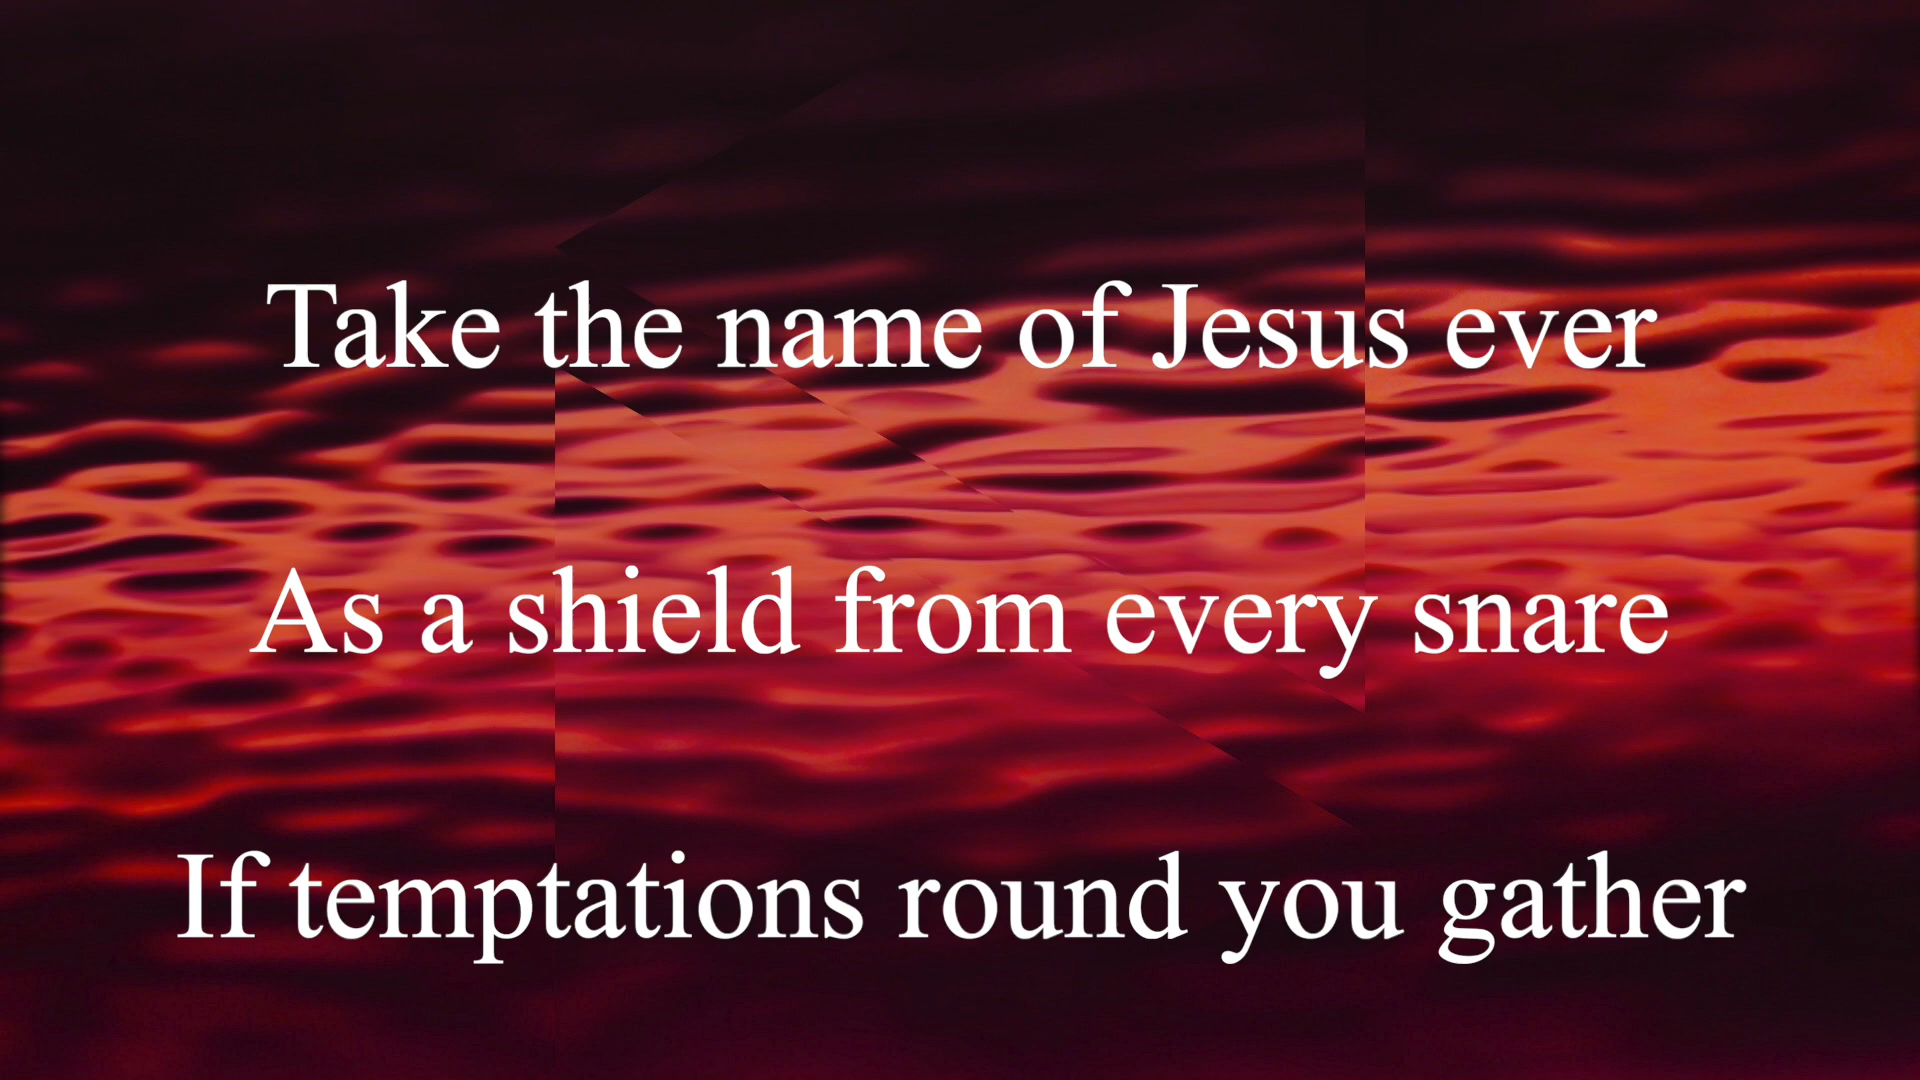 Take the name of Jesus ever
As a shield from every snare
If temptations round you gather